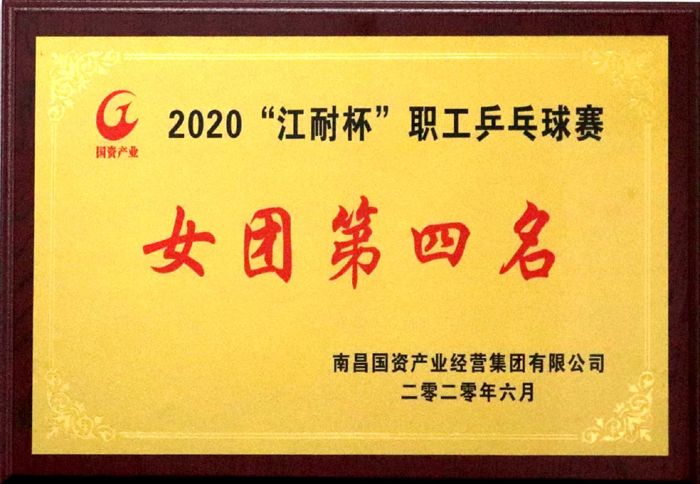 国资产业
2020“江耐杯”职工乒乓球赛
女团第四名
南昌国资产业经营集团有限公司
二零二零年六月